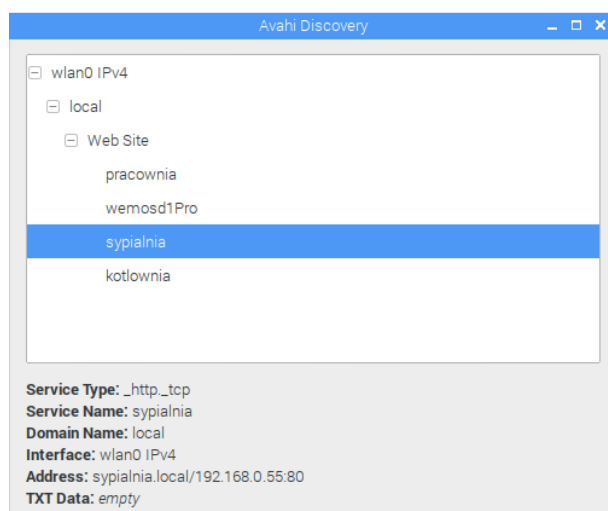 Avahi Discovery
wlan0 IPv4
local
Web Site
pracownia
wemosd1Pro
sypialnia
kotlownia
Service Type: _http._tcp
Service Name: sypialnia
Domain Name: local
Interface: wlan0 IPv4
Address: sypialnia.local/192.168.0.55:80
TXT Data: empty